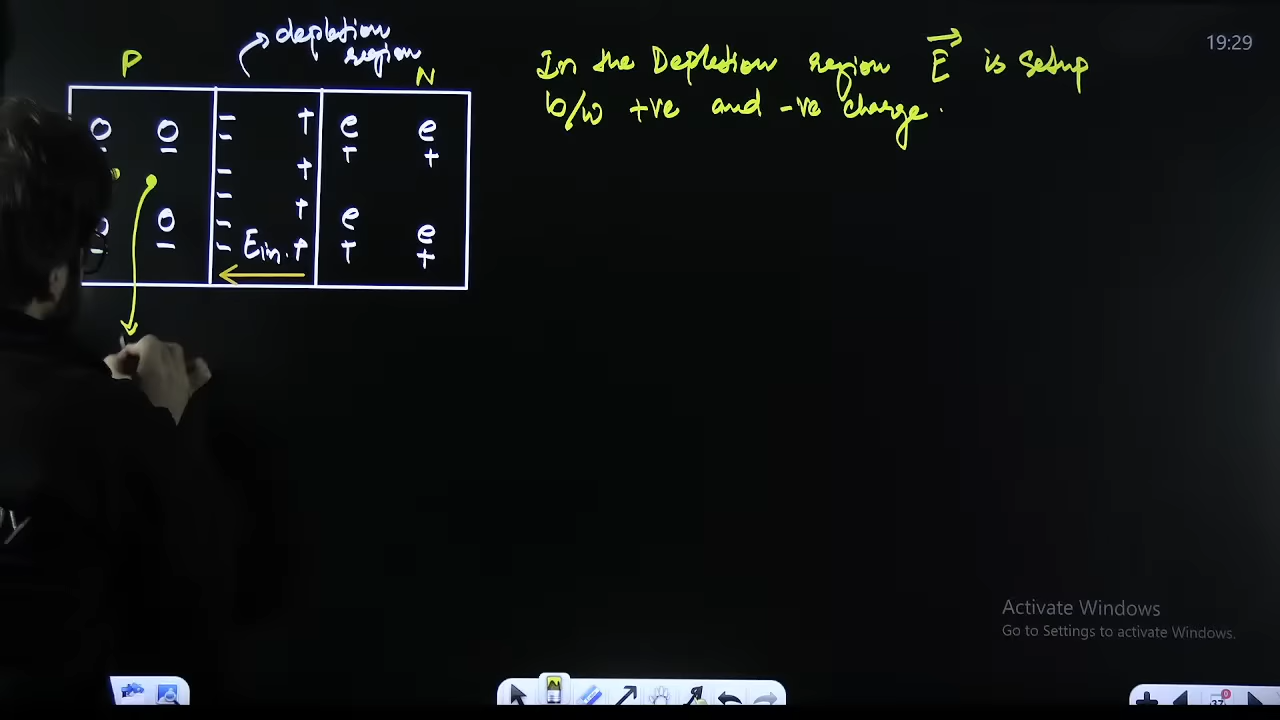 depletion
region
P
N
In the Depletion region E is setup
b/w +ve and -ve charge.
19:29
O O - + e e
- - - + + +
O O - + e e
- - - Ein. + + +
Activate Windows
Go to Settings to activate Windows.